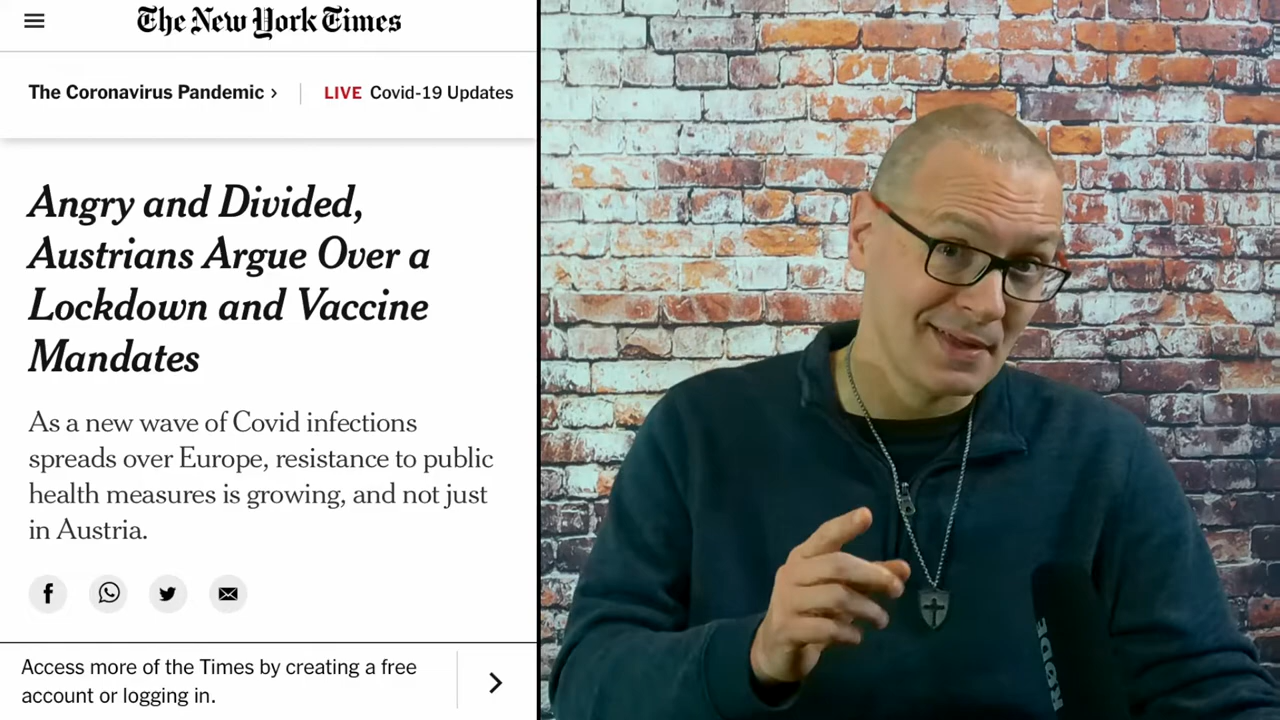 The New York Times
The Coronavirus Pandemic ›
LIVE Covid-19 Updates
Angry and Divided,
Austrians Argue Over a
Lockdown and Vaccine
Mandates
As a new wave of Covid infections
spreads over Europe, resistance to public
health measures is growing, and not just
in Austria.
Access more of the Times by creating a free
account or logging in.
RØDE